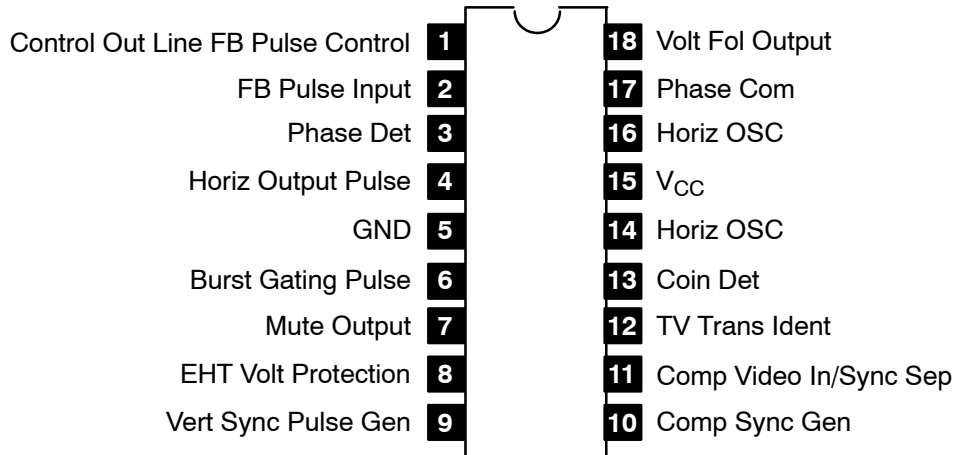 Control Out Line FB Pulse Control 1 18 Volt Fol Output
FB Pulse Input 2 17 Phase Com
Phase Det 3 16 Horiz OSC
Horiz Output Pulse 4 15 VCC
GND 5 14 Horiz OSC
Burst Gating Pulse 6 13 Coin Det
Mute Output 7 12 TV Trans Ident
EHT Volt Protection 8 11 Comp Video In/Sync Sep
Vert Sync Pulse Gen 9 10 Comp Sync Gen